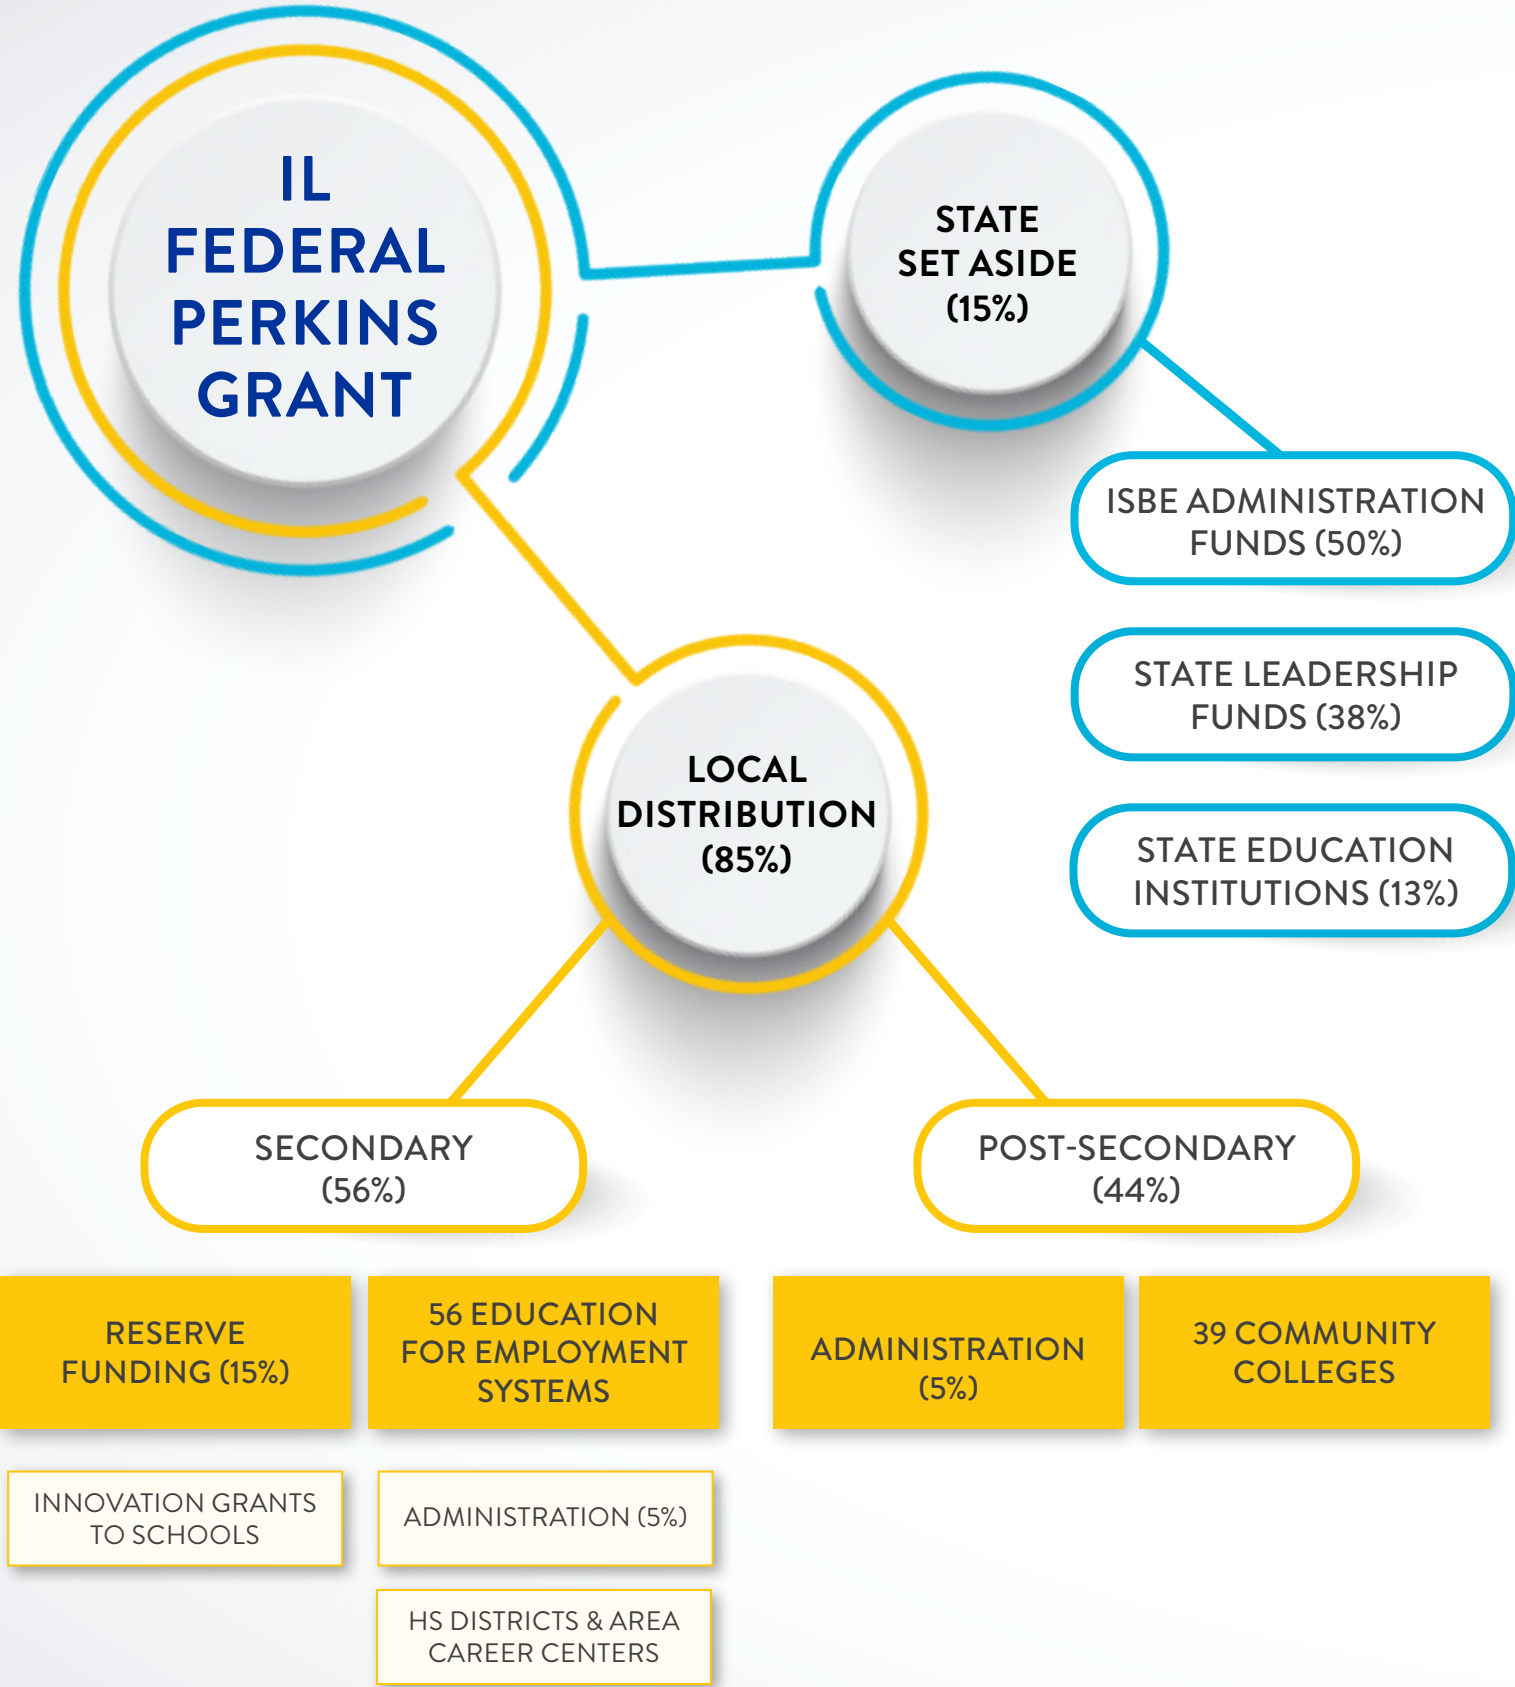 IL
FEDERAL
PERKINS
GRANT
STATE
SET ASIDE
(15%)
ISBE ADMINISTRATION
FUNDS (50%)
STATE LEADERSHIP
FUNDS (38%)
STATE EDUCATION
INSTITUTIONS (13%)
LOCAL
DISTRIBUTION
(85%)
SECONDARY
(56%)
POST-SECONDARY
(44%)
RESERVE
FUNDING (15%)
56 EDUCATION
FOR EMPLOYMENT
SYSTEMS
ADMINISTRATION
(5%)
39 COMMUNITY
COLLEGES
INNOVATION GRANTS
TO SCHOOLS
ADMINISTRATION (5%)
HS DISTRICTS & AREA
CAREER CENTERS